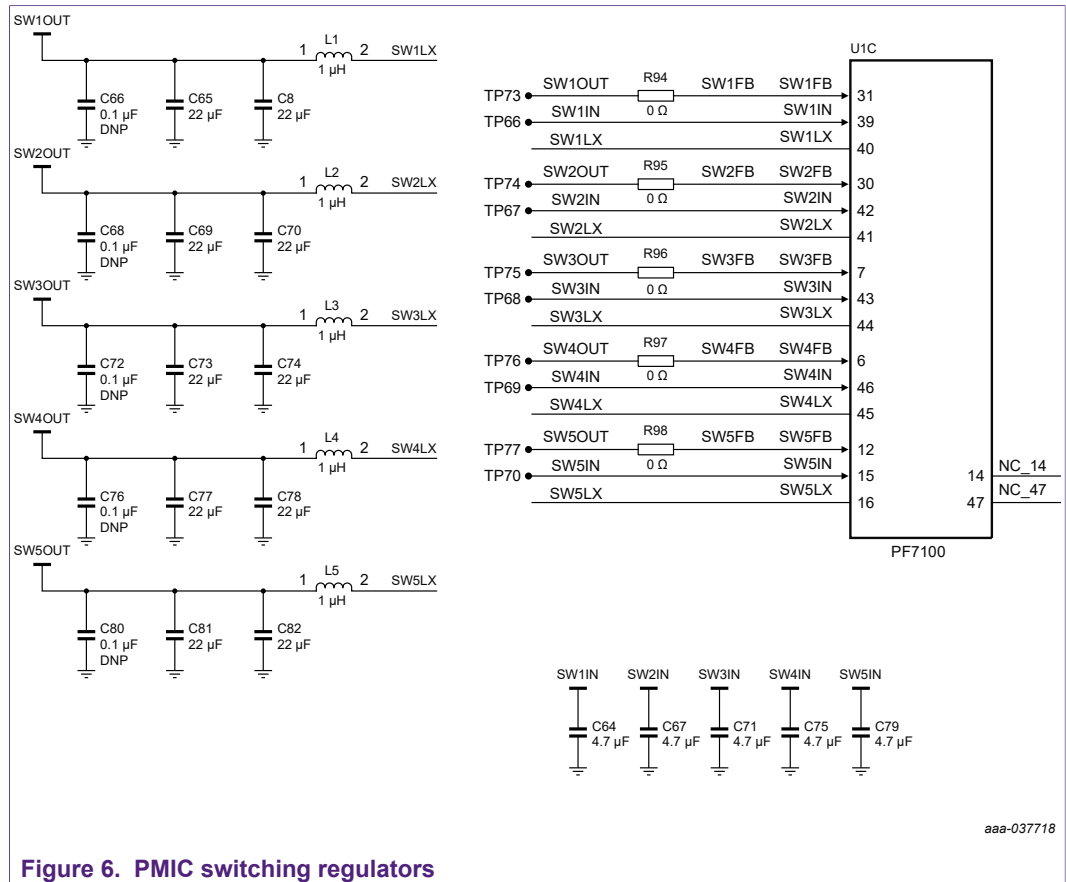 SW1OUT
L1
1 2 SW1LX
1 µH
C66
0.1 µF
DNP
C65
22 µF
C8
22 µF
SW2OUT
L2
1 2 SW2LX
1 µH
C68
0.1 µF
DNP
C69
22 µF
C70
22 µF
SW3OUT
L3
1 2 SW3LX
1 µH
C72
0.1 µF
DNP
C73
22 µF
C74
22 µF
SW4OUT
L4
1 2 SW4LX
1 µH
C76
0.1 µF
DNP
C77
22 µF
C78
22 µF
SW5OUT
L5
1 2 SW5LX
1 µH
C80
0.1 µF
DNP
C81
22 µF
C82
22 µF
U1C
TP73 SW1OUT R94 SW1FB SW1FB 31
0 Ω
TP66 SW1IN SW1IN 39
SW1LX SW1LX 40
TP74 SW2OUT R95 SW2FB SW2FB 30
0 Ω
TP67 SW2IN SW2IN 42
SW2LX SW2LX 41
TP75 SW3OUT R96 SW3FB SW3FB 7
0 Ω
TP68 SW3IN SW3IN 43
SW3LX SW3LX 44
TP76 SW4OUT R97 SW4FB SW4FB 6
0 Ω
TP69 SW4IN SW4IN 46
SW4LX SW4LX 45
TP77 SW5OUT R98 SW5FB SW5FB 12
0 Ω
TP70 SW5IN SW5IN 15
SW5LX SW5LX 16
14 NC_14
47 NC_47
PF7100
SW1IN SW2IN SW3IN SW4IN SW5IN
C64
4.7 µF
C67
4.7 µF
C71
4.7 µF
C75
4.7 µF
C79
4.7 µF
aaa-037718
Figure 6. PMIC switching regulators